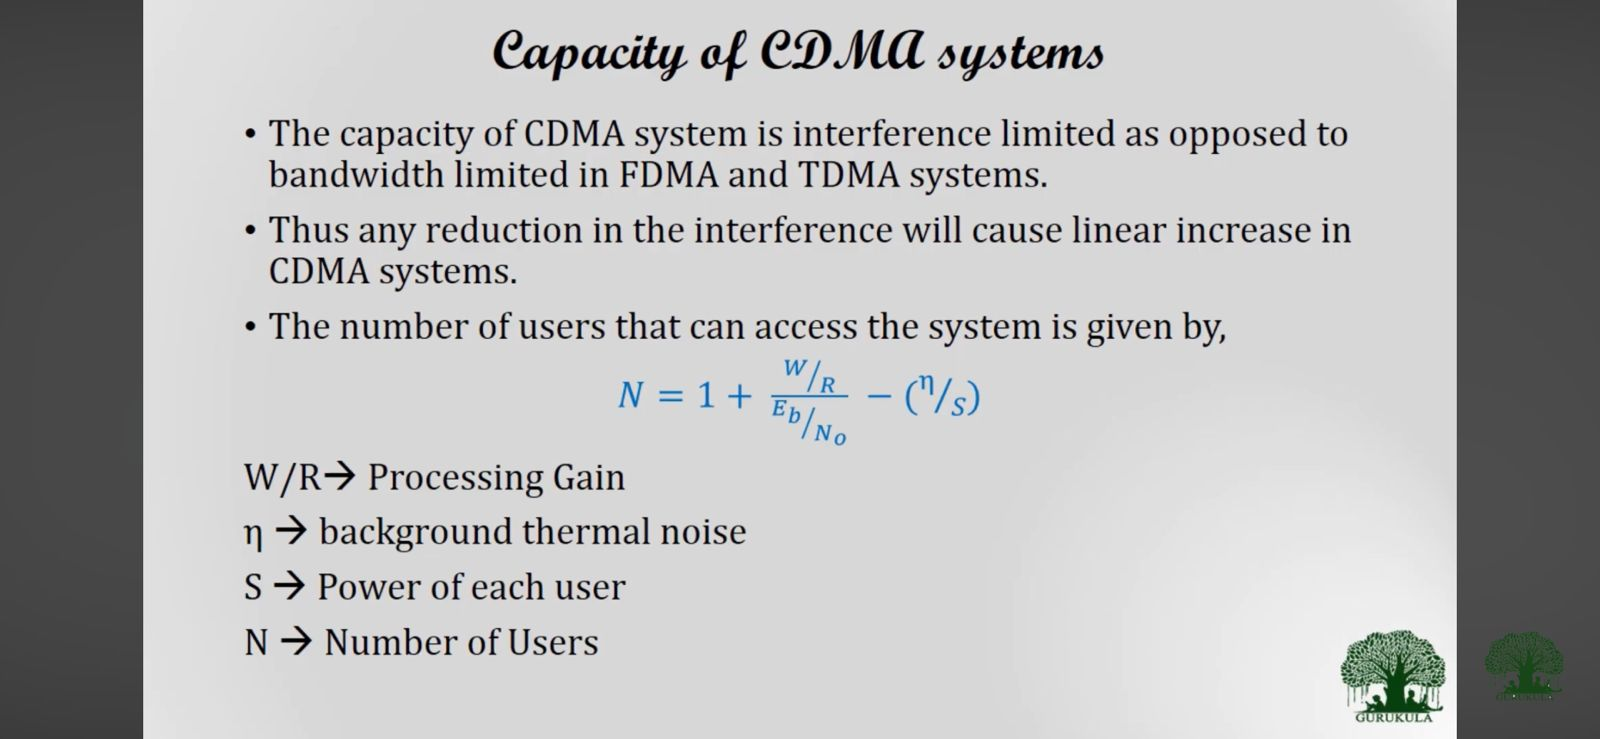 Capacity of CDMA systems
• The capacity of CDMA system is interference limited as opposed to
bandwidth limited in FDMA and TDMA systems.
• Thus any reduction in the interference will cause linear increase in
CDMA systems.
• The number of users that can access the system is given by,
N = 1 + (W/R)/(E_b/N_o) − (η/S)
W/R→ Processing Gain
η → background thermal noise
S → Power of each user
N → Number of Users
GURUKULA
GURUKULA